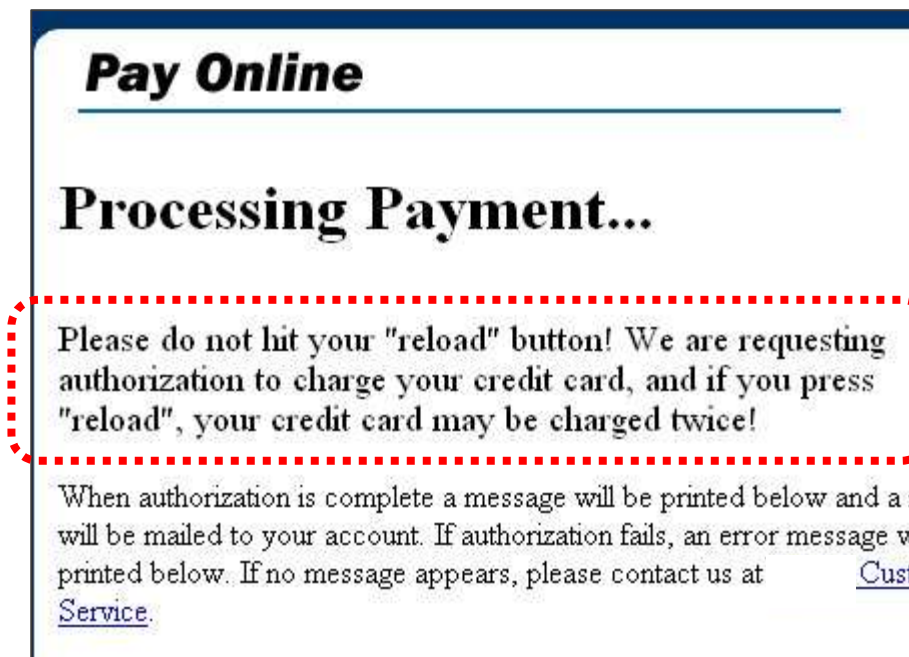 Pay Online
Processing Payment...
Please do not hit your "reload" button! We are requesting
authorization to charge your credit card, and if you press
"reload", your credit card may be charged twice!
When authorization is complete a message will be printed below and a
will be mailed to your account. If authorization fails, an error message
printed below. If no message appears, please contact us at
Service.